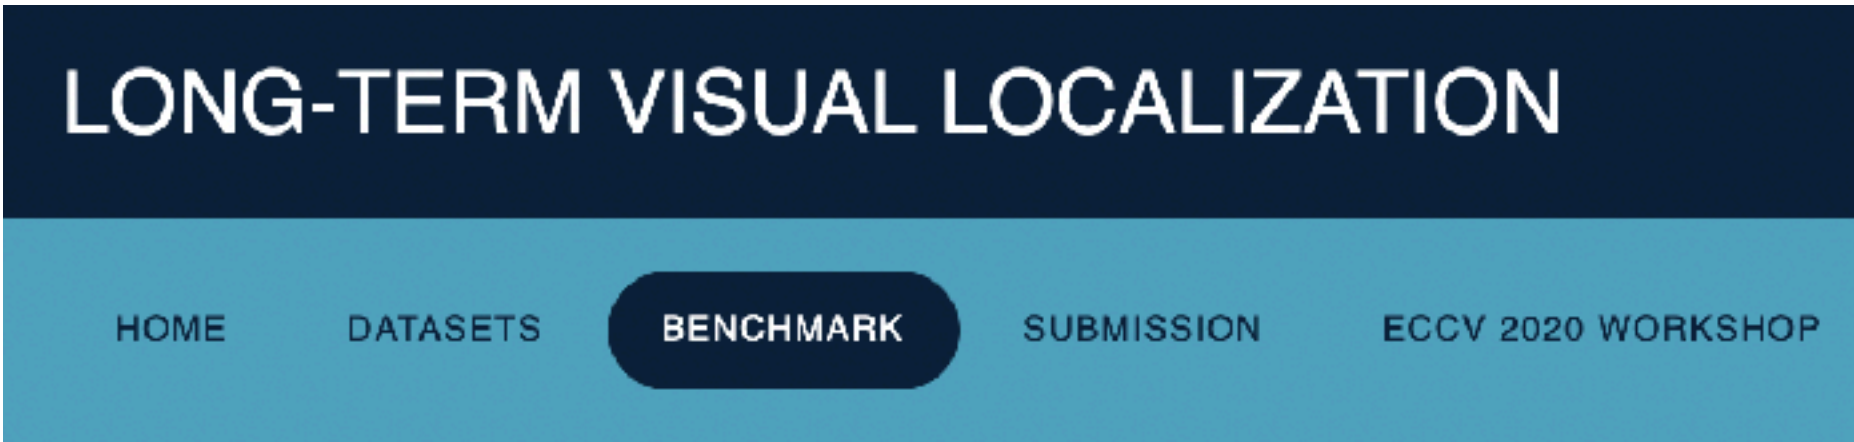 LONG-TERM VISUAL LOCALIZATION
HOME DATASETS BENCHMARK SUBMISSION ECCV 2020 WORKSHOP